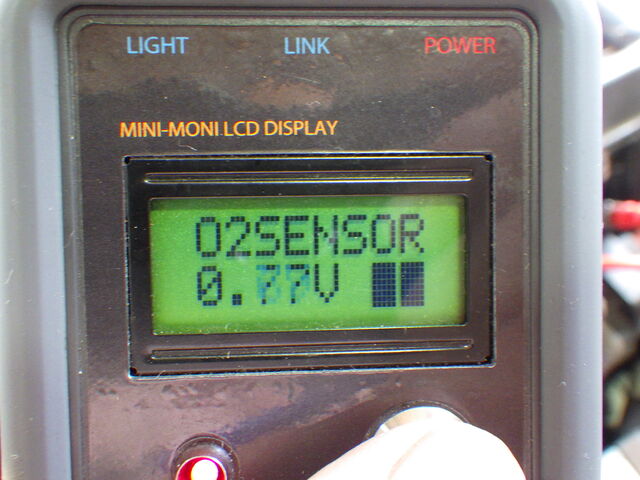 LIGHT LINK POWER
MINI-MONI LCD DISPLAY
O2SENSOR
0.77V